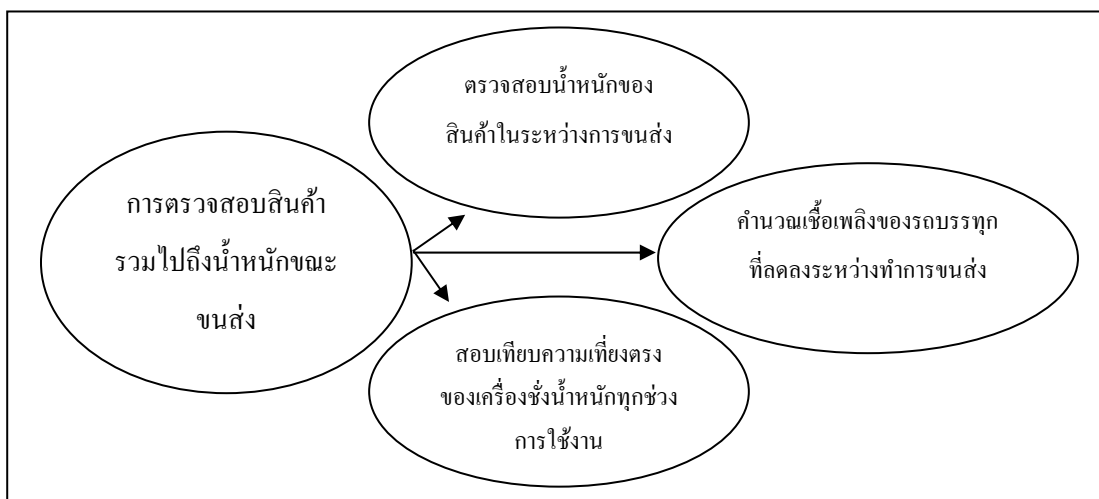 การตรวจสอบสินค้า
รวมไปถึงน้ำหนักขณะ
ขนส่ง
ตรวจสอบน้ำหนักของ
สินค้าในระหว่างการขนส่ง
คำนวณเชื้อเพลิงของรถบรรทุก
ที่ลดลงระหว่างทำการขนส่ง
สอบเทียบความเที่ยงตรง
ของเครื่องชั่งน้ำหนักทุกช่วง
การใช้งาน